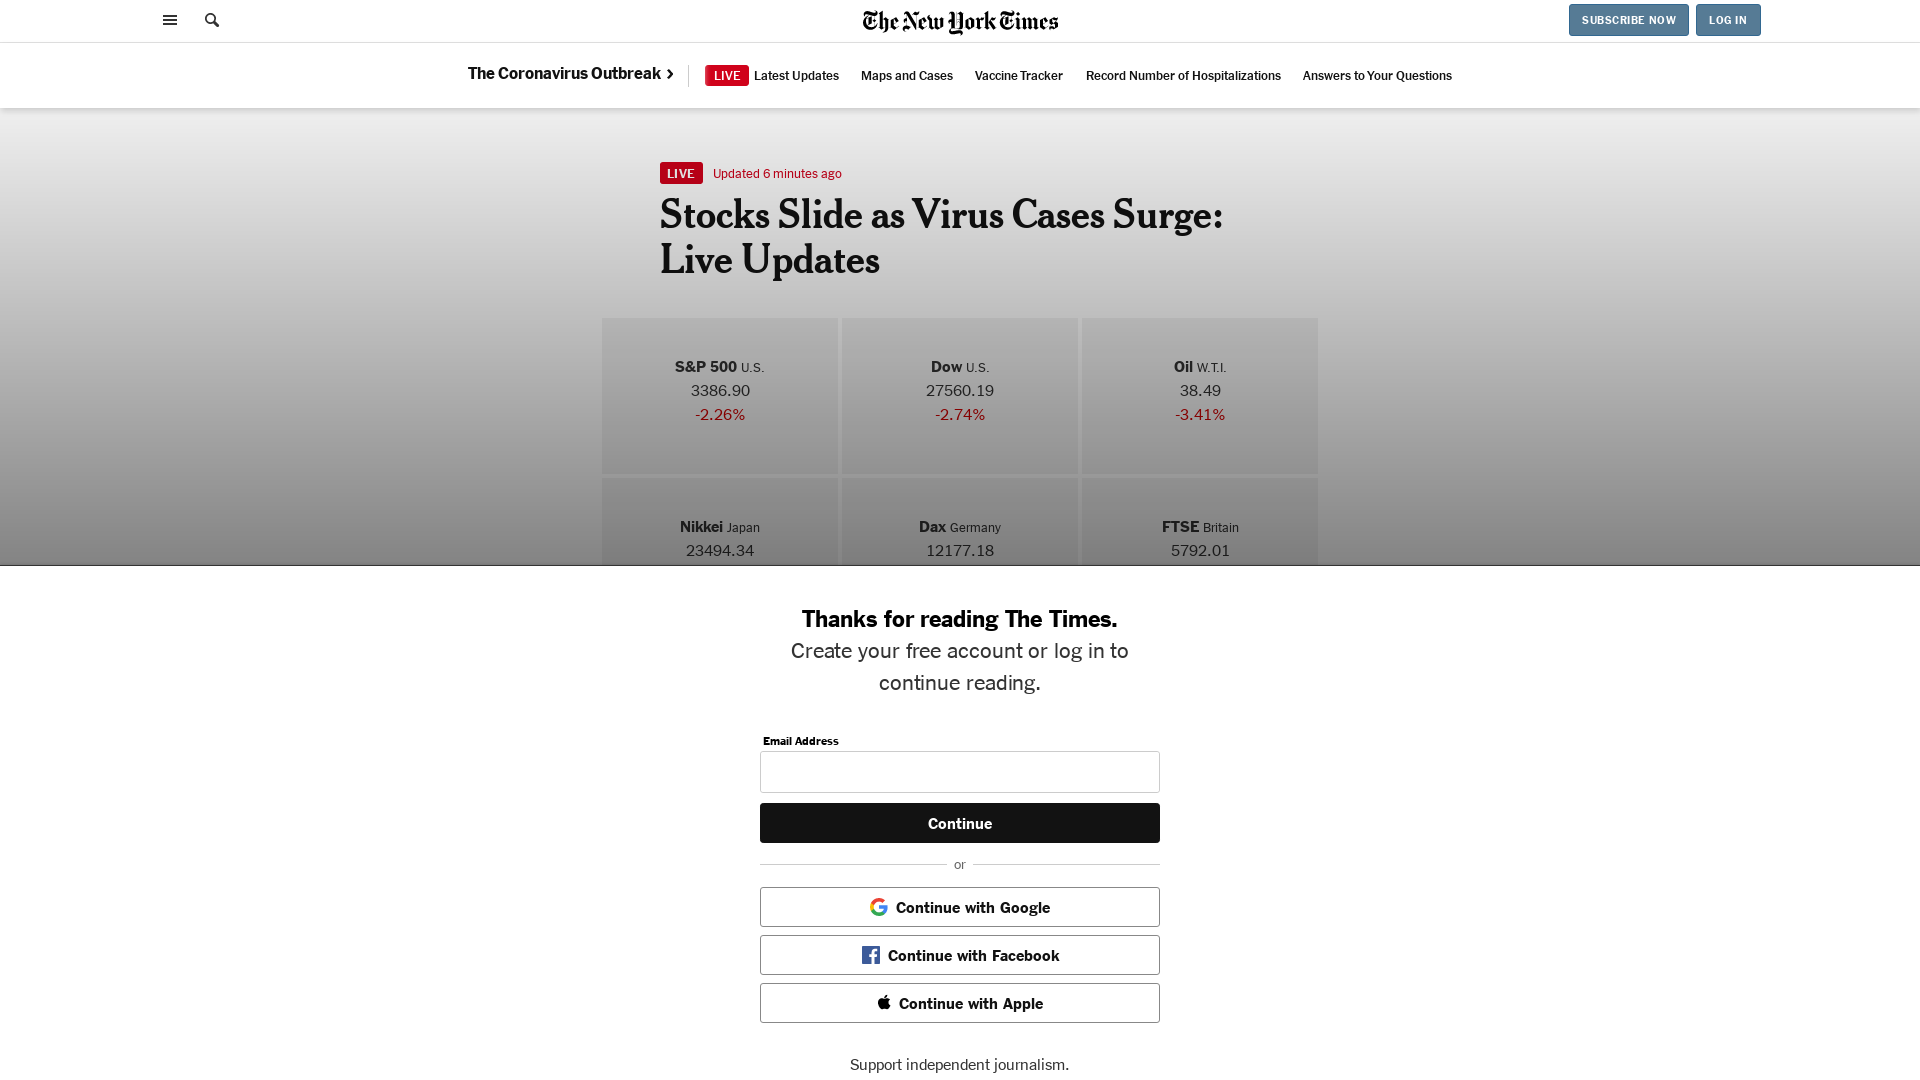 The New York Times
SUBSCRIBE NOW
LOG IN
The Coronavirus Outbreak
LIVE Latest Updates
Maps and Cases
Vaccine Tracker
Record Number of Hospitalizations
Answers to Your Questions
LIVE Updated 6 minutes ago
Stocks Slide as Virus Cases Surge:
Live Updates
S&P 500 U.S.
3386.90
-2.26%
Dow U.S.
27560.19
-2.74%
Oil W.T.I.
38.49
-3.41%
Nikkei Japan
23494.34
Dax Germany
12177.18
FTSE Britain
5792.01
Thanks for reading The Times.
Create your free account or log in to
continue reading.
Email Address
Continue
or
Continue with Google
Continue with Facebook
Continue with Apple
Support independent journalism.